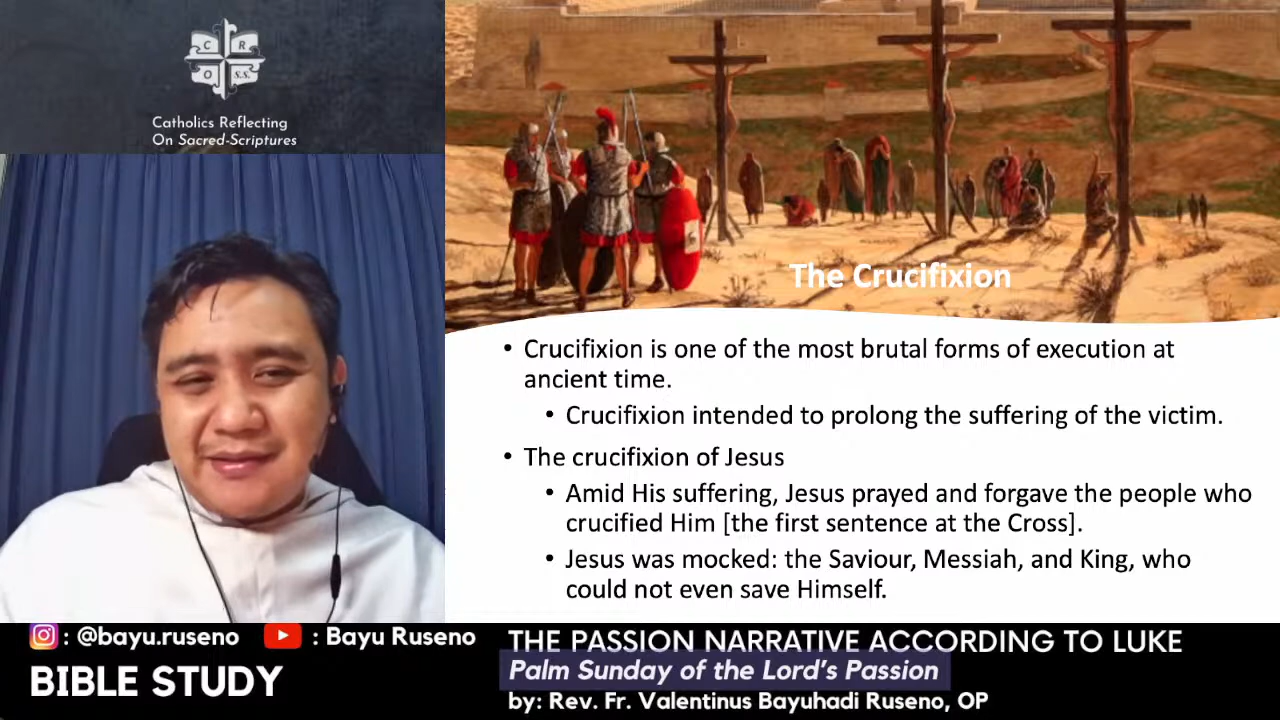 C R
O S.S.
Catholics Reflecting
On Sacred-Scriptures
The Crucifixion
• Crucifixion is one of the most brutal forms of execution at
ancient time.
• Crucifixion intended to prolong the suffering of the victim.
• The crucifixion of Jesus
• Amid His suffering, Jesus prayed and forgave the people who
crucified Him [the first sentence at the Cross].
• Jesus was mocked: the Saviour, Messiah, and King, who
could not even save Himself.
: @bayu.ruseno : Bayu Ruseno
BIBLE STUDY
THE PASSION NARRATIVE ACCORDING TO LUKE
Palm Sunday of the Lord's Passion
by: Rev. Fr. Valentinus Bayuhadi Ruseno, OP